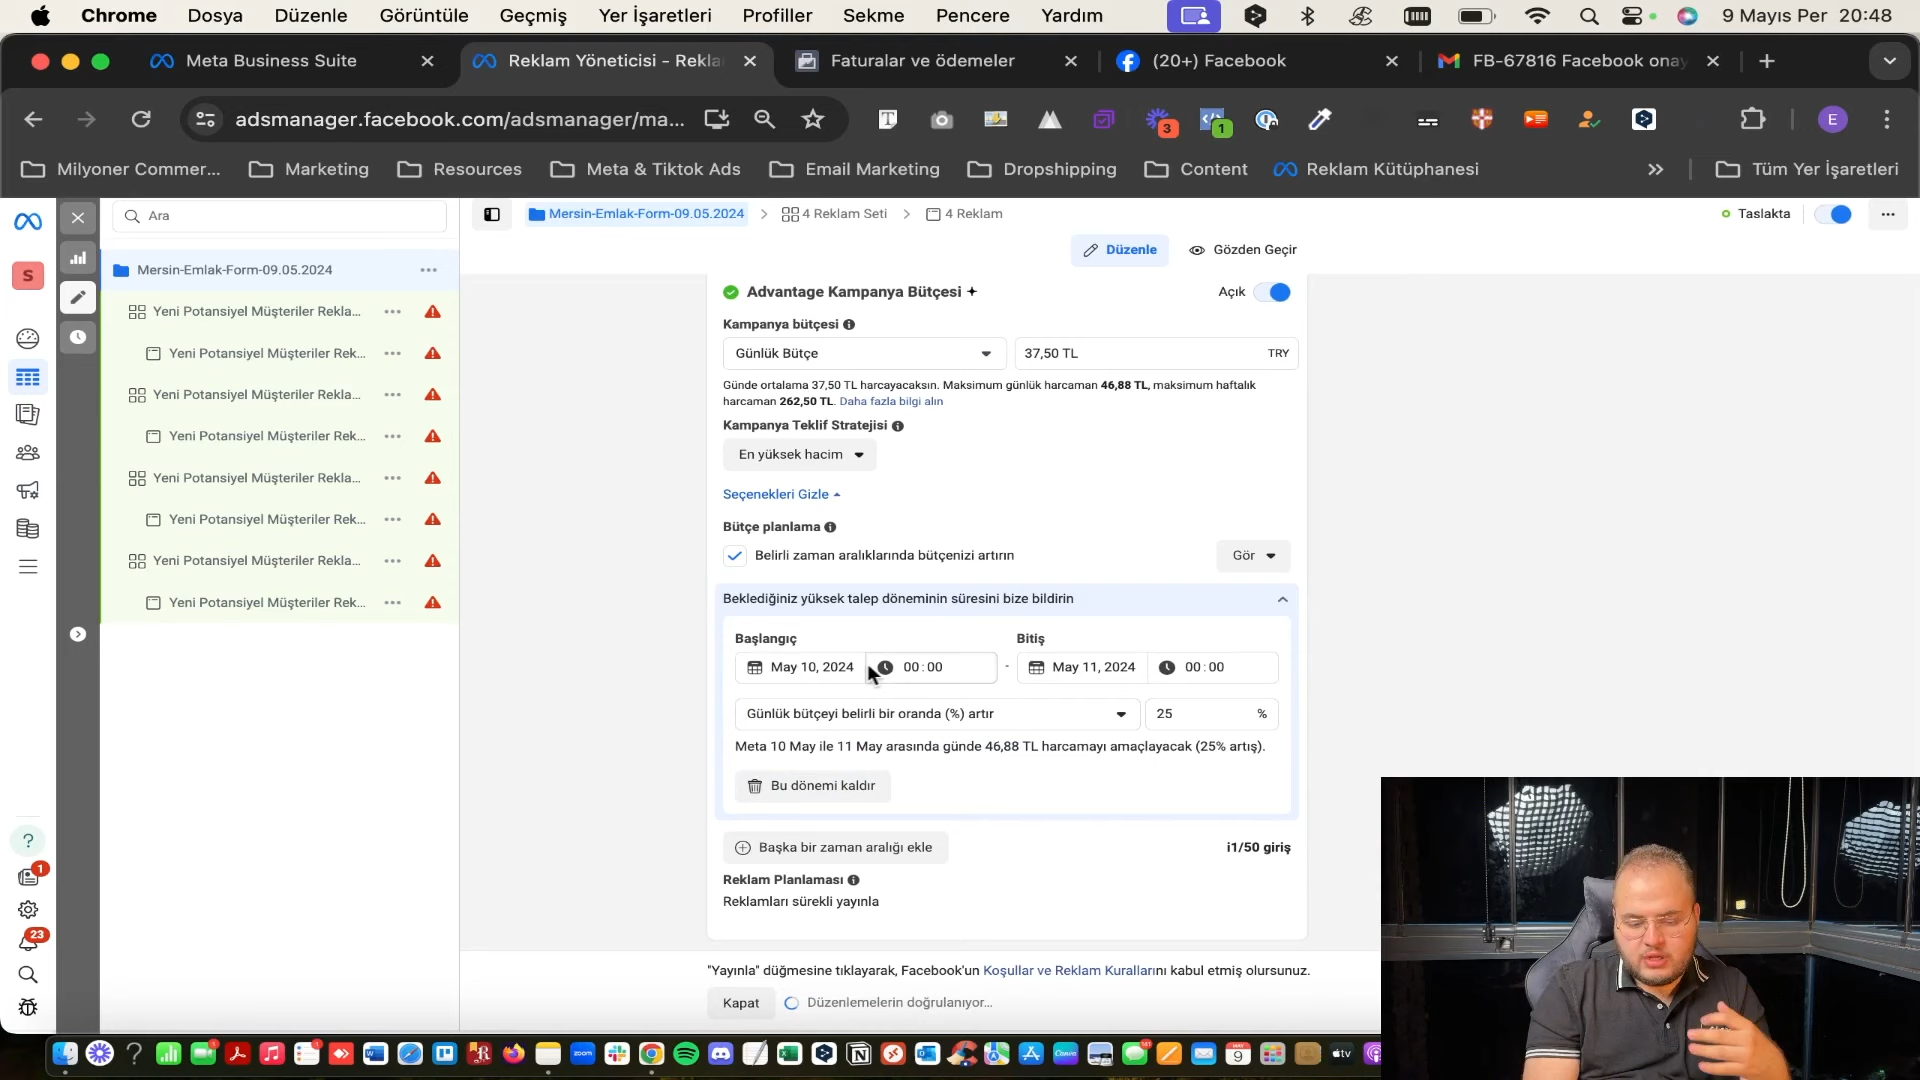 Chrome Dosya Düzenle Görüntüle Geçmiş Yer İşaretleri Profiller Sekme Pencere Yardım 9 Mayıs Per 20:48
Meta Business Suite Reklam Yöneticisi - Rekla Faturalar ve ödemeler (20+) Facebook FB-67816 Facebook onay
adsmanager.facebook.com/adsmanager/ma... 3 1 E
Milyoner Commer... Marketing Resources Meta & Tiktok Ads Email Marketing Dropshipping Content Reklam Kütüphanesi Tüm Yer İşaretleri
Ara
Mersin-Emlak-Form-09.05.2024 4 Reklam Seti 4 Reklam Taslakta
Düzenle Gözden Geçir
S
Mersin-Emlak-Form-09.05.2024
Yeni Potansiyel Müşteriler Rekla...
Yeni Potansiyel Müşteriler Rek...
Yeni Potansiyel Müşteriler Rekla...
Yeni Potansiyel Müşteriler Rek...
Yeni Potansiyel Müşteriler Rekla...
Yeni Potansiyel Müşteriler Rek...
Yeni Potansiyel Müşteriler Rekla...
Yeni Potansiyel Müşteriler Rek...
Advantage Kampanya Bütçesi Açık
Kampanya bütçesi
Günlük Bütçe 37,50 TL TRY
Günde ortalama 37,50 TL harcayacaksın. Maksimum günlük harcaman 46,88 TL, maksimum haftalık
harcaman 262,50 TL. Daha fazla bilgi alın
Kampanya Teklif Stratejisi
En yüksek hacim
Seçenekleri Gizle
Bütçe planlama
Belirli zaman aralıklarında bütçenizi artırın Gör
Beklediğiniz yüksek talep döneminin süresini bize bildirin
Başlangıç Bitiş
May 10, 2024 00:00 - May 11, 2024 00:00
Günlük bütçeyi belirli bir oranda (%) artır 25 %
Meta 10 May ile 11 May arasında günde 46,88 TL harcamayı amaçlayacak (25% artış).
Bu dönemi kaldır
Başka bir zaman aralığı ekle i1/50 giriş
Reklam Planlaması
Reklamları sürekli yayınla
"Yayınla" düğmesine tıklayarak, Facebook'un Koşullar ve Reklam Kurallarını kabul etmiş olursunuz.
Kapat Düzenlemelerin doğrulanıyor...
?
1
23
zoom
Canva
9
tv